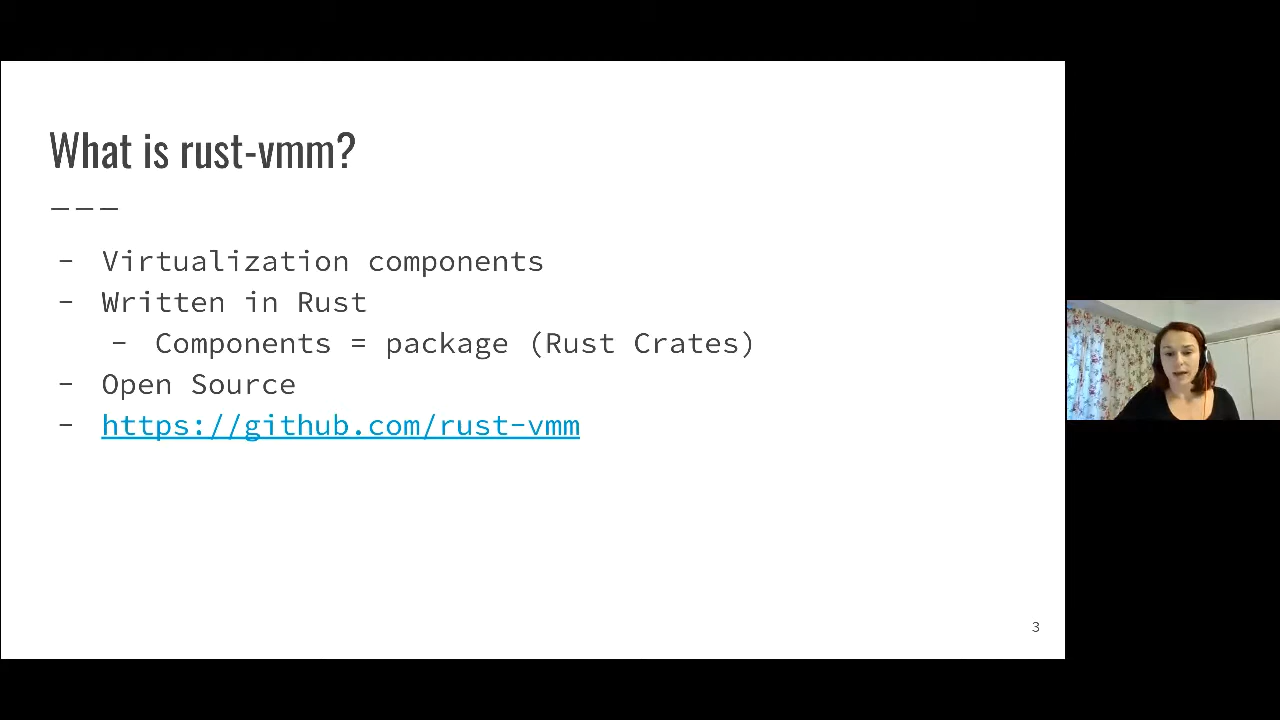 What is rust-vmm?
- Virtualization components
- Written in Rust
- Components = package (Rust Crates)
- Open Source
- https://github.com/rust-vmm
3